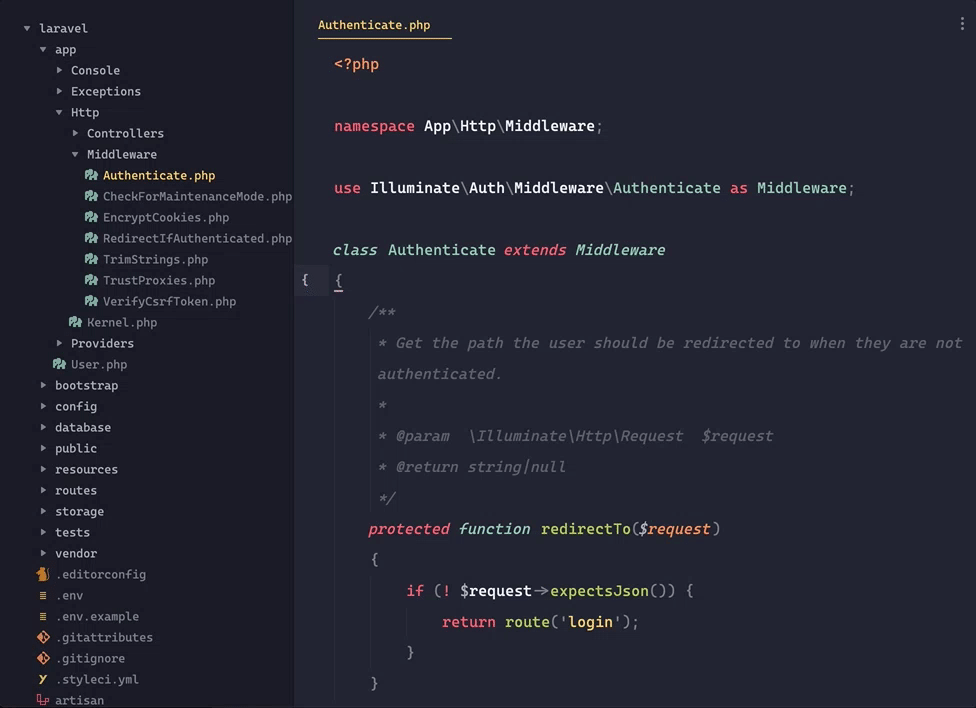 laravel
app
Console
Exceptions
Http
Controllers
Middleware
Authenticate.php
CheckForMaintenanceMode.php
EncryptCookies.php
RedirectIfAuthenticated.php
TrimStrings.php
TrustProxies.php
VerifyCsrfToken.php
Kernel.php
Providers
User.php
bootstrap
config
database
public
resources
routes
storage
tests
vendor
.editorconfig
.env
.env.example
.gitattributes
.gitignore
.styleci.yml
artisan
Authenticate.php
<?php
namespace App\Http\Middleware;
use Illuminate\Auth\Middleware\Authenticate as Middleware;
class Authenticate extends Middleware
{ {
/**
* Get the path the user should be redirected to when they are not
authenticated.
*
* @param  \Illuminate\Http\Request  $request
* @return string|null
*/
protected function redirectTo($request)
{
if (! $request->expectsJson()) {
return route('login');
}
}